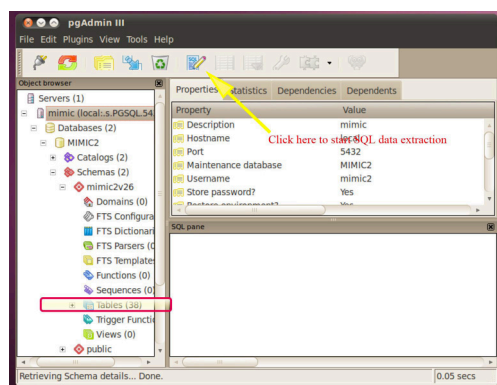 pgAdmin III
File Edit Plugins View Tools Help
Object browser
Servers (1)
mimic (local:.s.PGSQL.54
Databases (2)
MIMIC2
Catalogs (2)
Schemas (2)
mimic2v26
Domains (0)
FTS Configura
FTS Dictionari
FTS Parsers (0
FTS Template
Functions (0)
Sequences (0)
Tables (38)
Trigger Functi
Views (0)
public
Properties Statistics Dependencies Dependents
Property Value
Description mimic
Hostname
Port 5432
Maintenance database MIMIC2
Username mimic2
Store password? Yes
Restore environment? Yes
Click here to start SQL data extraction
SQL pane
Retrieving Schema details... Done.
0.05 secs